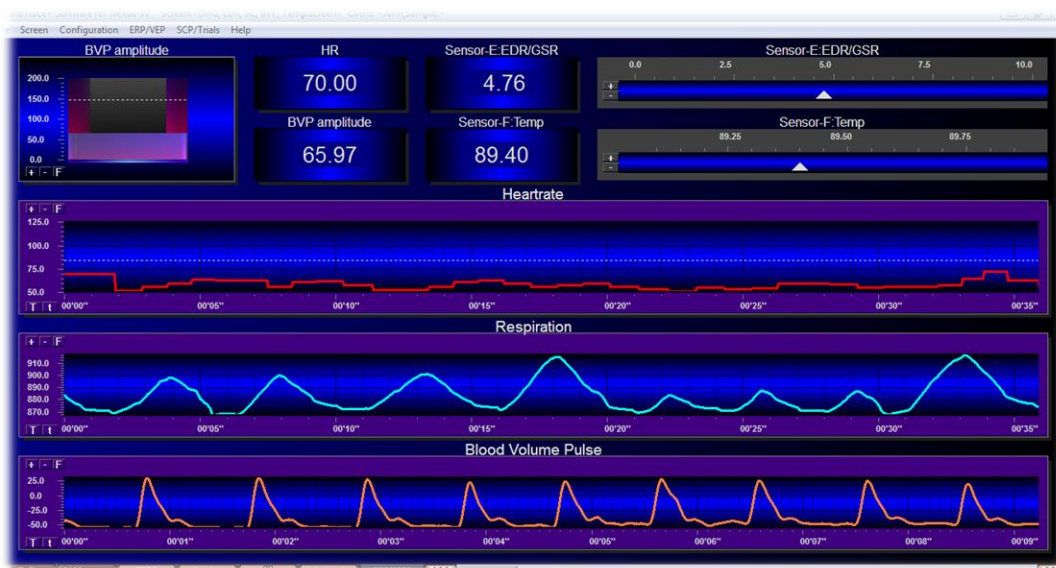 Screen Configuration ERP/VEP SCP/Trials Help
BVP amplitude
200.0
150.0
100.0
50.0
0.0
+ - F
HR
70.00
Sensor-E:EDR/GSR
4.76
BVP amplitude
65.97
Sensor-F:Temp
89.40
Sensor-E:EDR/GSR
0.0 2.5 5.0 7.5 10.0
+
-
Sensor-F:Temp
89.25 89.50 89.75
+
-
Heartrate
+ - F
125.0
100.0
75.0
50.0
T t 00'00" 00'05" 00'10" 00'15" 00'20" 00'25" 00'30" 00'35"
Respiration
+ - F
910.0
900.0
890.0
880.0
870.0
T t 00'00" 00'05" 00'10" 00'15" 00'20" 00'25" 00'30" 00'35"
Blood Volume Pulse
+ - F
25.0
0.0
-25.0
-50.0
T t 00'00" 00'01" 00'02" 00'03" 00'04" 00'05" 00'06" 00'07" 00'08" 00'09"